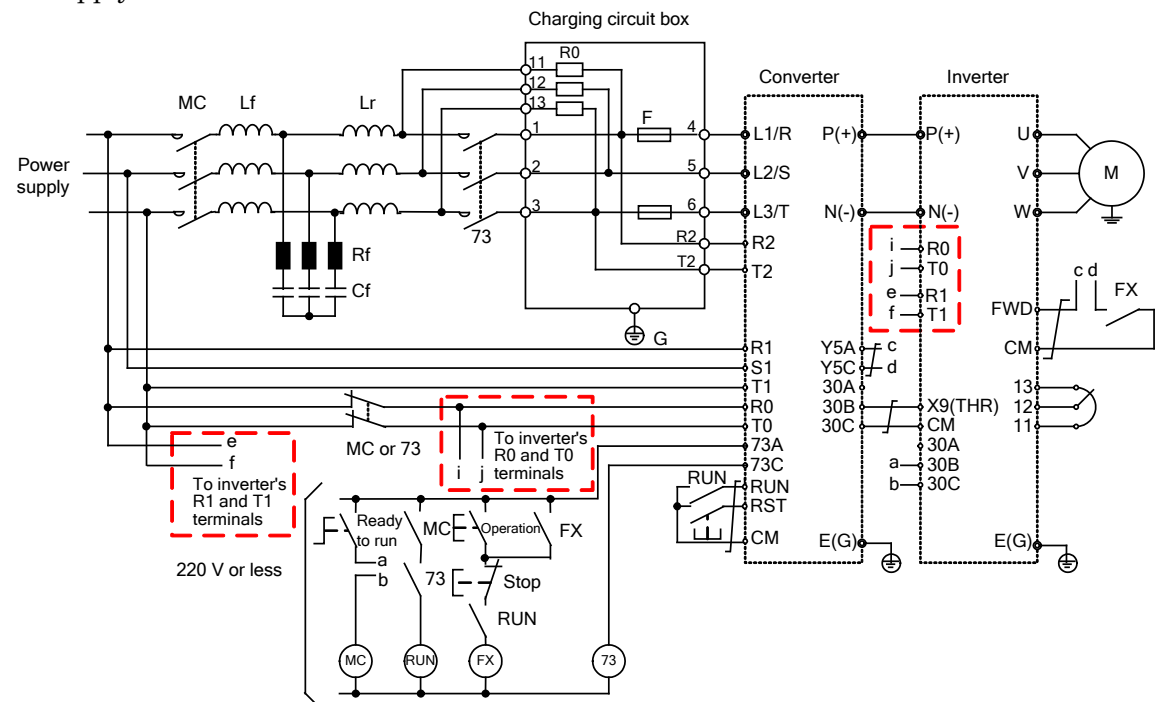 Charging circuit box
R0
11
12
13
Converter
Inverter
MC
Lf
Lr
F
1
4
L1/R
P(+)
P(+)
U
Power
supply
2
5
L2/S
V
M
3
6
L3/T
N(-)
N(-)
W
73
R2
R2
T2
T2
Rf
Cf
i
R0
j
T0
e
R1
f
T1
c d
FX
FWD
G
R1
Y5A
c
CM
S1
Y5C
d
T1
30A
13
R0
30B
X9(THR)
12
T0
30C
CM
11
MC or 73
73A
30A
73C
a
30B
b
30C
e
f
To inverter's
R1 and T1
terminals
To inverter's
R0 and T0
terminals
i
j
RUN
RUN
RST
CM
E(G)
E(G)
220 V or less
Ready
to run
a
b
MC
Operation
FX
73
Stop
RUN
MC
RUN
FX
73